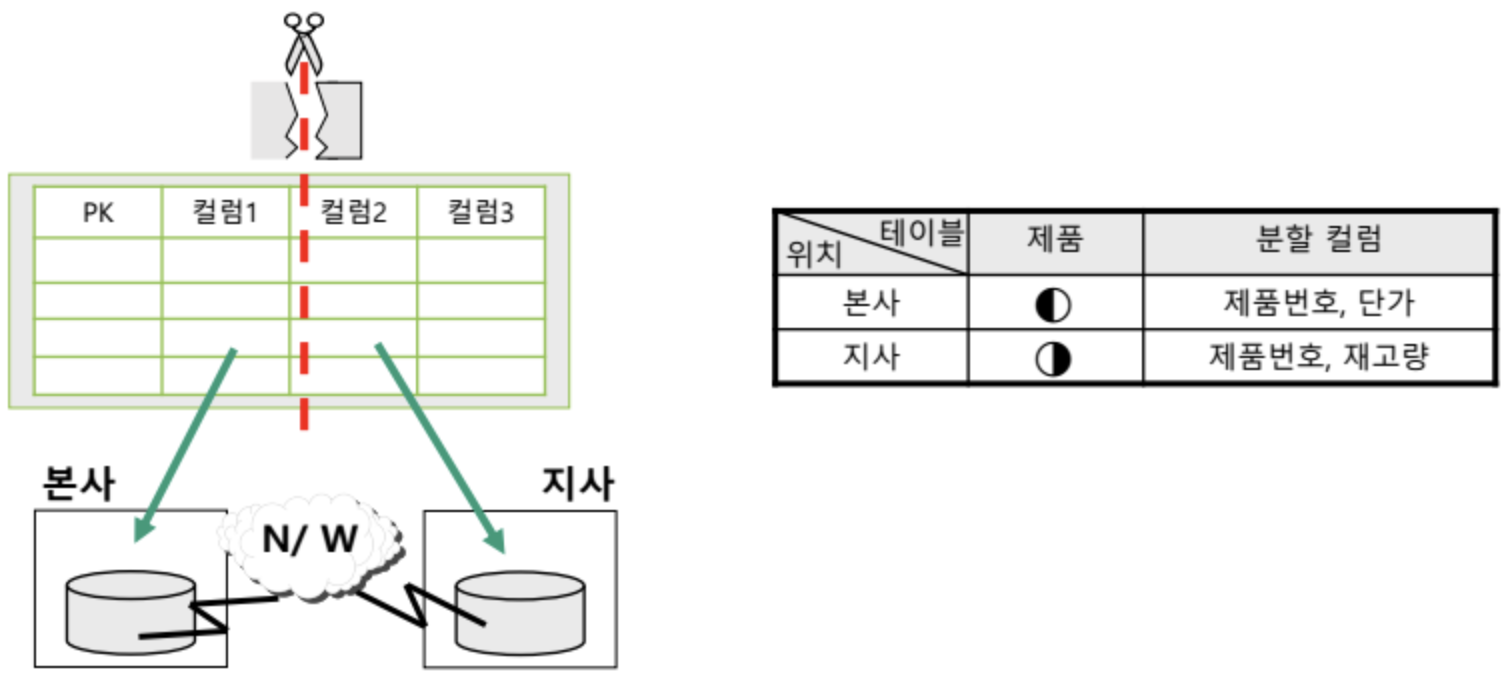 PK 컬럼1 컬럼2 컬럼3
본사 지사
N/ W
테이블
위치 제품 분할 컬럼
본사 제품번호, 단가
지사 제품번호, 재고량